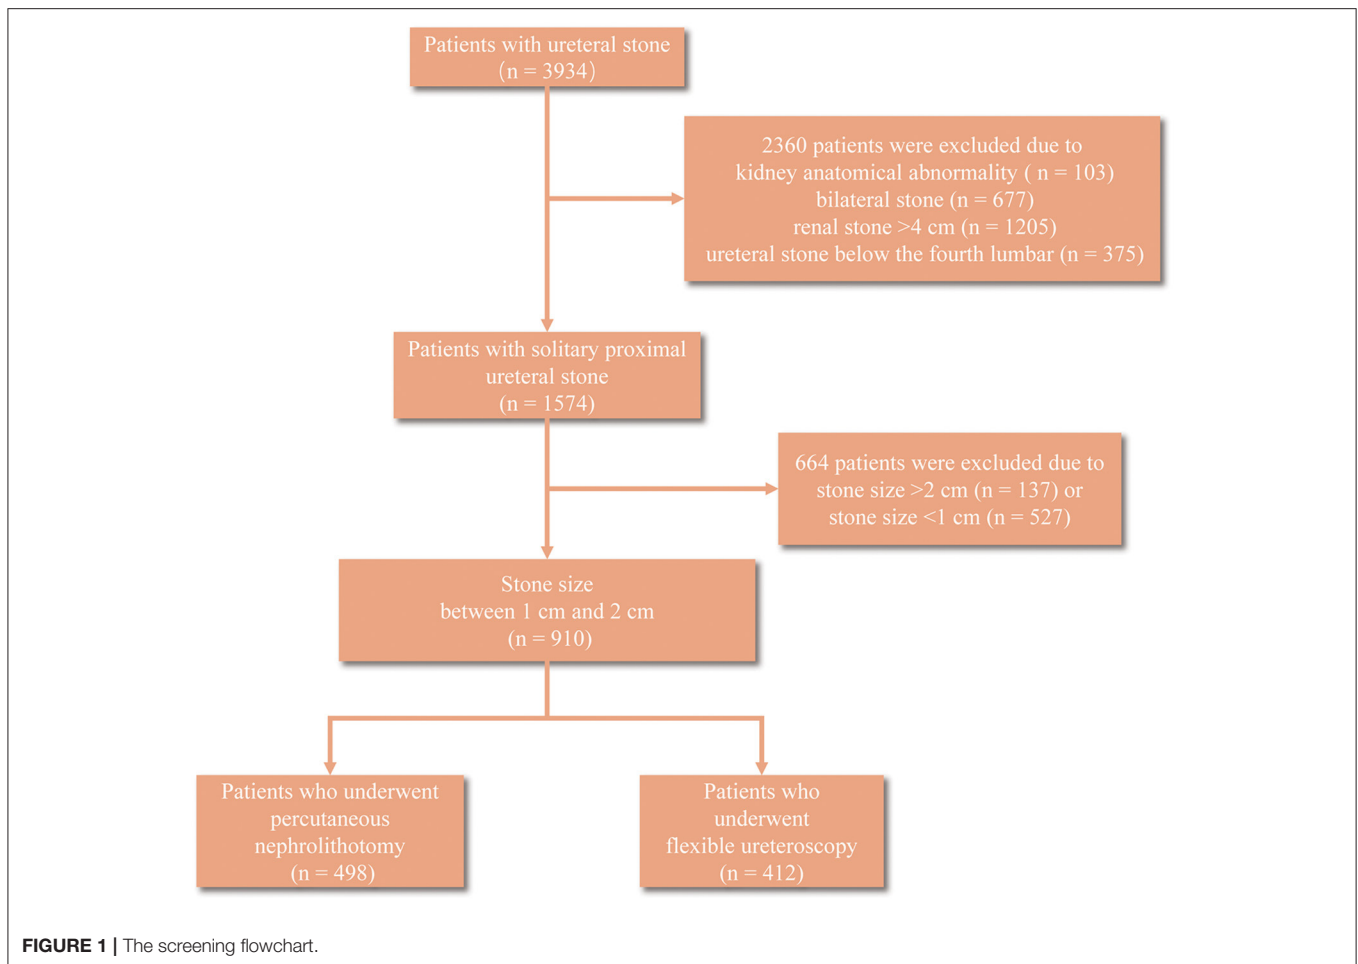 Patients with ureteral stone
(n = 3934)
2360 patients were excluded due to
kidney anatomical abnormality ( n = 103)
bilateral stone (n = 677)
renal stone >4 cm (n = 1205)
ureteral stone below the fourth lumbar (n = 375)
Patients with solitary proximal
ureteral stone
(n = 1574)
664 patients were excluded due to
stone size >2 cm (n = 137) or
stone size <1 cm (n = 527)
Stone size
between 1 cm and 2 cm
(n = 910)
Patients who underwent
percutaneous
nephrolithotomy
(n = 498)
Patients who
underwent
flexible ureteroscopy
(n = 412)
FIGURE 1 | The screening flowchart.